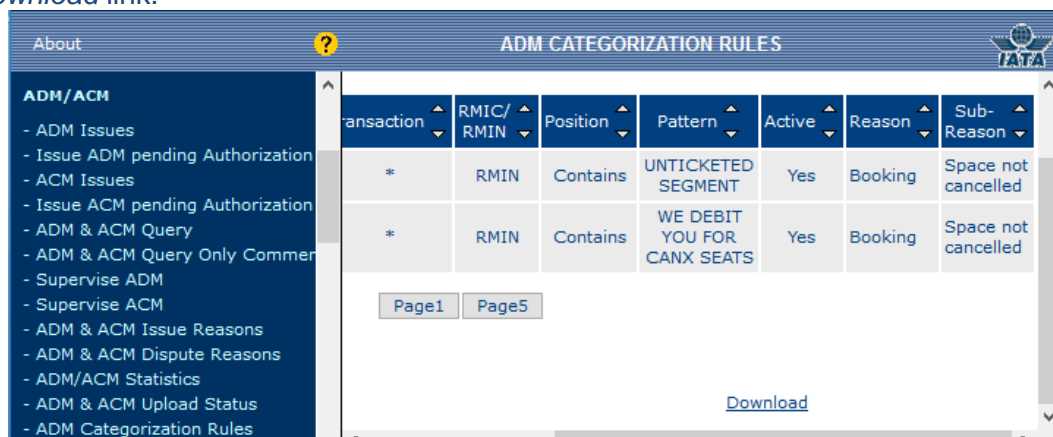 download link.
About
?
ADM CATEGORIZATION RULES
IATA
ADM/ACM
- ADM Issues
- Issue ADM pending Authorization
- ACM Issues
- Issue ACM pending Authorization
- ADM & ACM Query
- ADM & ACM Query Only Commer
- Supervise ADM
- Supervise ACM
- ADM & ACM Issue Reasons
- ADM & ACM Dispute Reasons
- ADM/ACM Statistics
- ADM & ACM Upload Status
- ADM Categorization Rules
ransaction RMIC/ RMIN Position Pattern Active Reason Sub-Reason
* RMIN Contains UNTICKETED SEGMENT Yes Booking Space not cancelled
* RMIN Contains WE DEBIT YOU FOR CANX SEATS Yes Booking Space not cancelled
Page1 Page5
Download